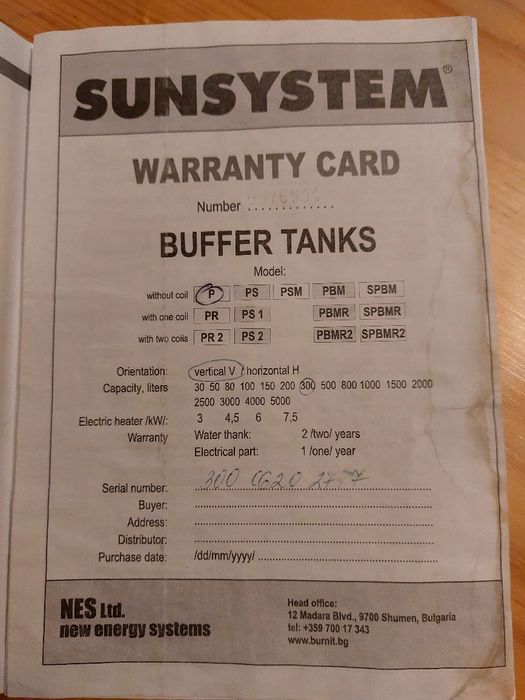 SUNSYSTEM®
WARRANTY CARD
Number .............
BUFFER TANKS
Model:
without coil P PS PSM PBM SPBM
with one coil PR PS 1 PBMR SPBMR
with two coils PR 2 PS 2 PBMR2 SPBMR2
Orientation: vertical V / horizontal H
Capacity, liters 30 50 80 100 150 200 300 500 800 1000 1500 2000
2500 3000 4000 5000
Electric heater /kW/: 3 4,5 6 7,5
Warranty Water thank: 2 /two/ years
Electrical part: 1 /one/ year
Serial number: 300
Buyer:
Address:
Distributor:
Purchase date: /dd/mm/yyyy/
NES Ltd.
new energy systems
Head office:
12 Madara Blvd., 9700 Shumen, Bulgaria
tel: +359 700 17 343
www.burnit.bg